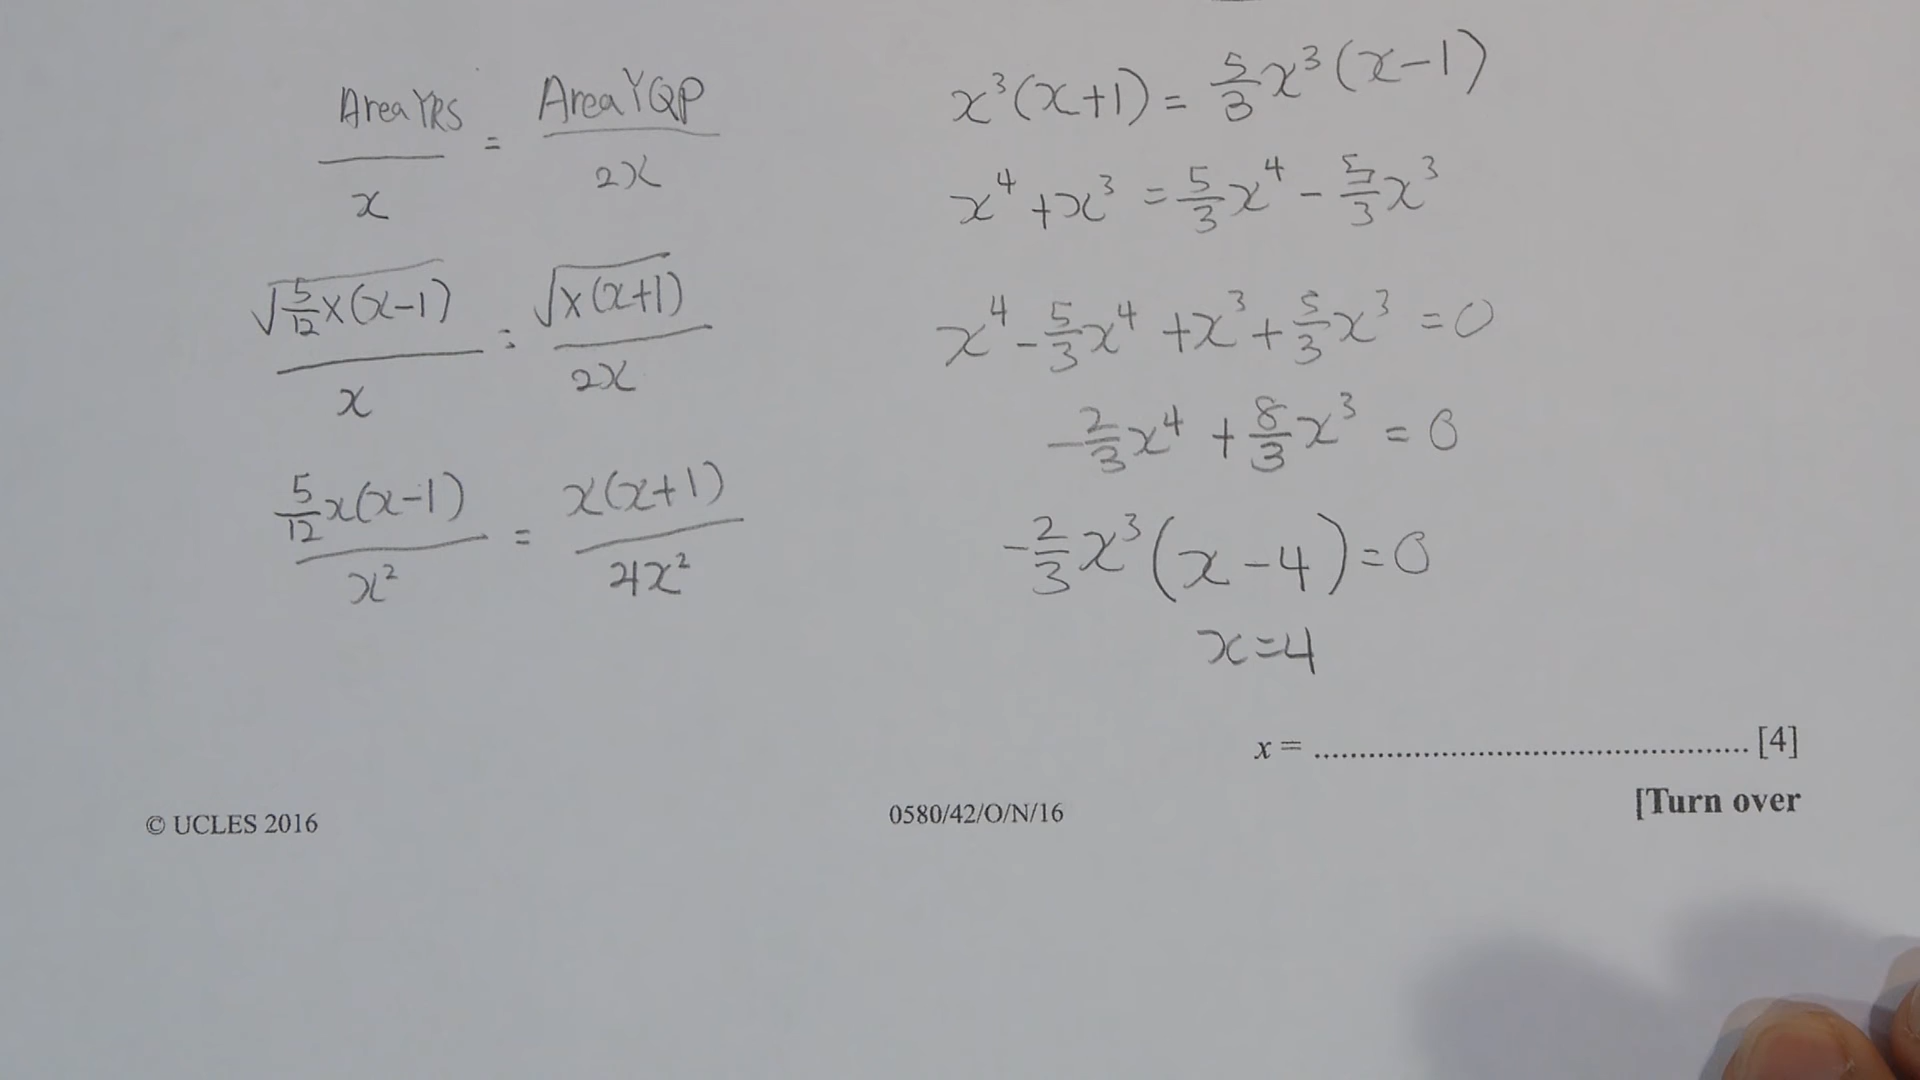 Area YRS / x = Area YQP / 2x
√(5/12 x(x-1)) / x = √(x(x+1)) / 2x
5/12 x(x-1) / x² = x(x+1) / 4x²
x³(x+1) = 5/3 x³(x-1)
x⁴ + x³ = 5/3 x⁴ - 5/3 x³
x⁴ - 5/3 x⁴ + x³ + 5/3 x³ = 0
-2/3 x⁴ + 8/3 x³ = 0
-2/3 x³(x-4) = 0
x = 4
x = ................................................ [4]
[Turn over
© UCLES 2016
0580/42/O/N/16